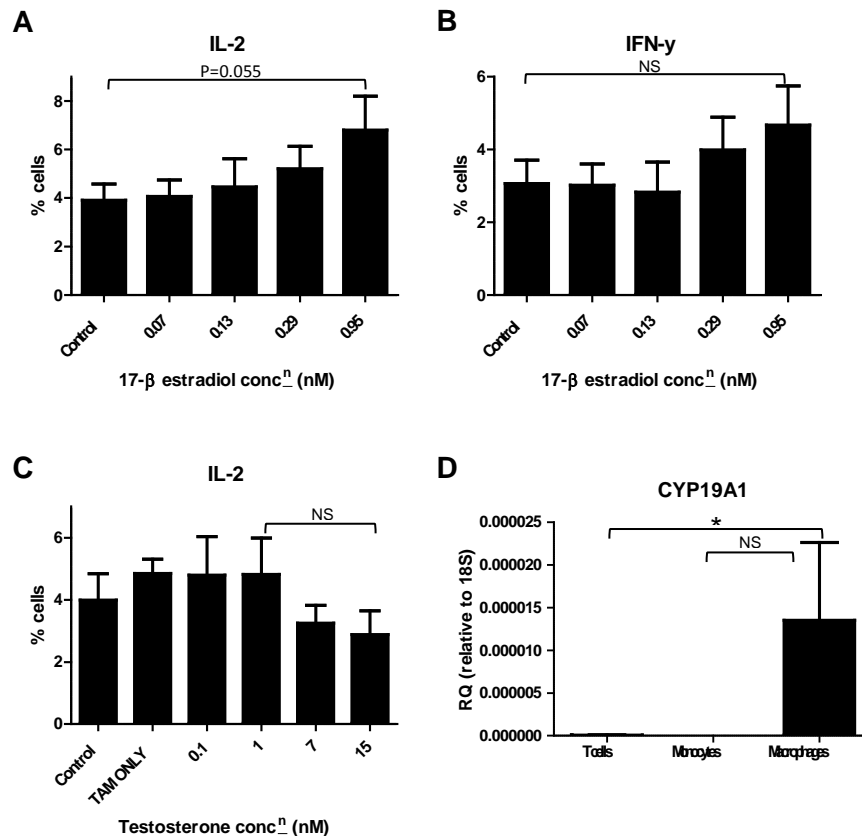 A
IL-2
P=0.055
8
6
4
2
0
% cells
Control
0.07
0.13
0.29
0.95
17-β estradiol conc n (nM)
B
IFN-y
NS
6
4
2
0
% cells
Control
0.07
0.13
0.29
0.95
17-β estradiol conc n (nM)
C
IL-2
NS
6
4
2
0
% cells
Control
TAM ONLY
0.1
1
7
15
Testosterone conc n (nM)
D
CYP19A1
*
NS
0.000025
0.000020
0.000015
0.000010
0.000005
0.000000
RQ (relative to 18S)
Tcells
Monocytes
Macrophages